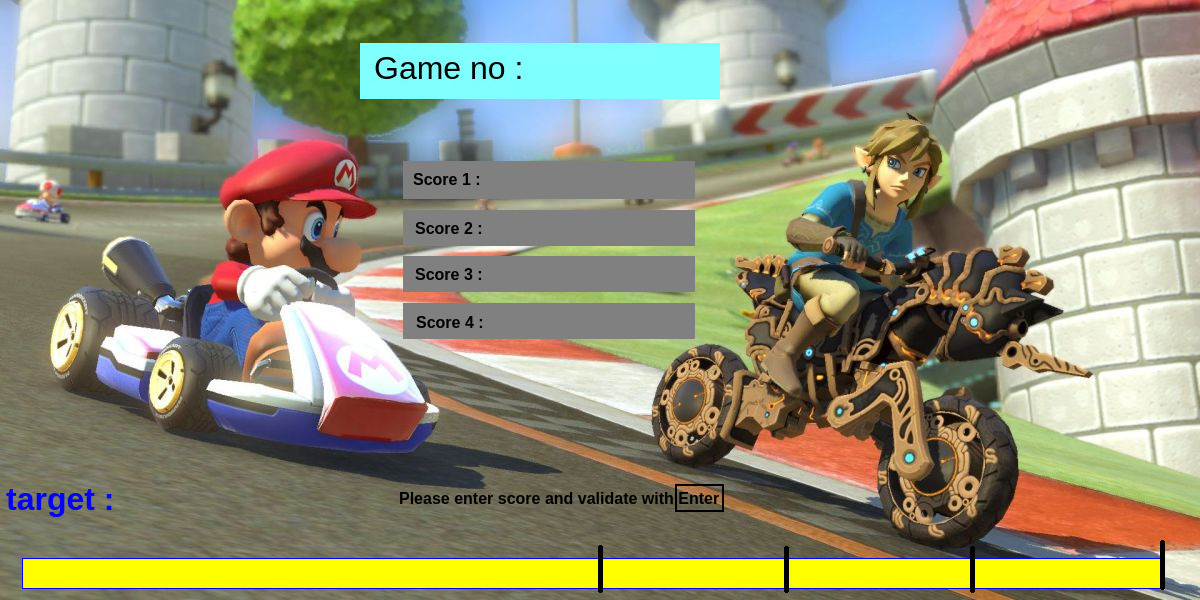 Game no :
Score 1 :
Score 2 :
Score 3 :
Score 4 :
M
M
target :
Please enter score and validate with Enter